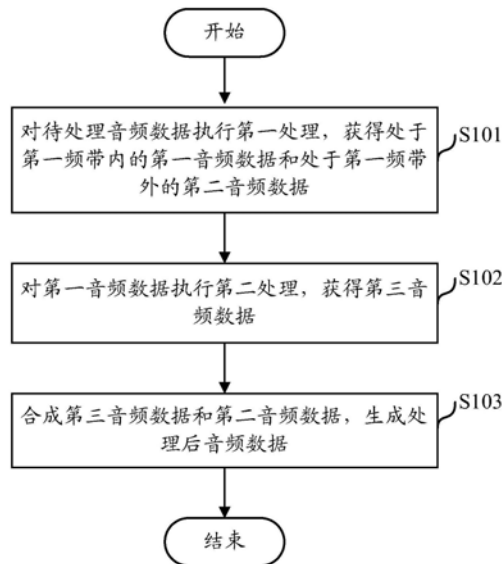 开始
对待处理音频数据执行第一处理，获得处于
第一频带内的第一音频数据和处于第一频带
外的第二音频数据
S101
对第一音频数据执行第二处理，获得第三音
频数据
S102
合成第三音频数据和第二音频数据，生成处
理后音频数据
S103
结束